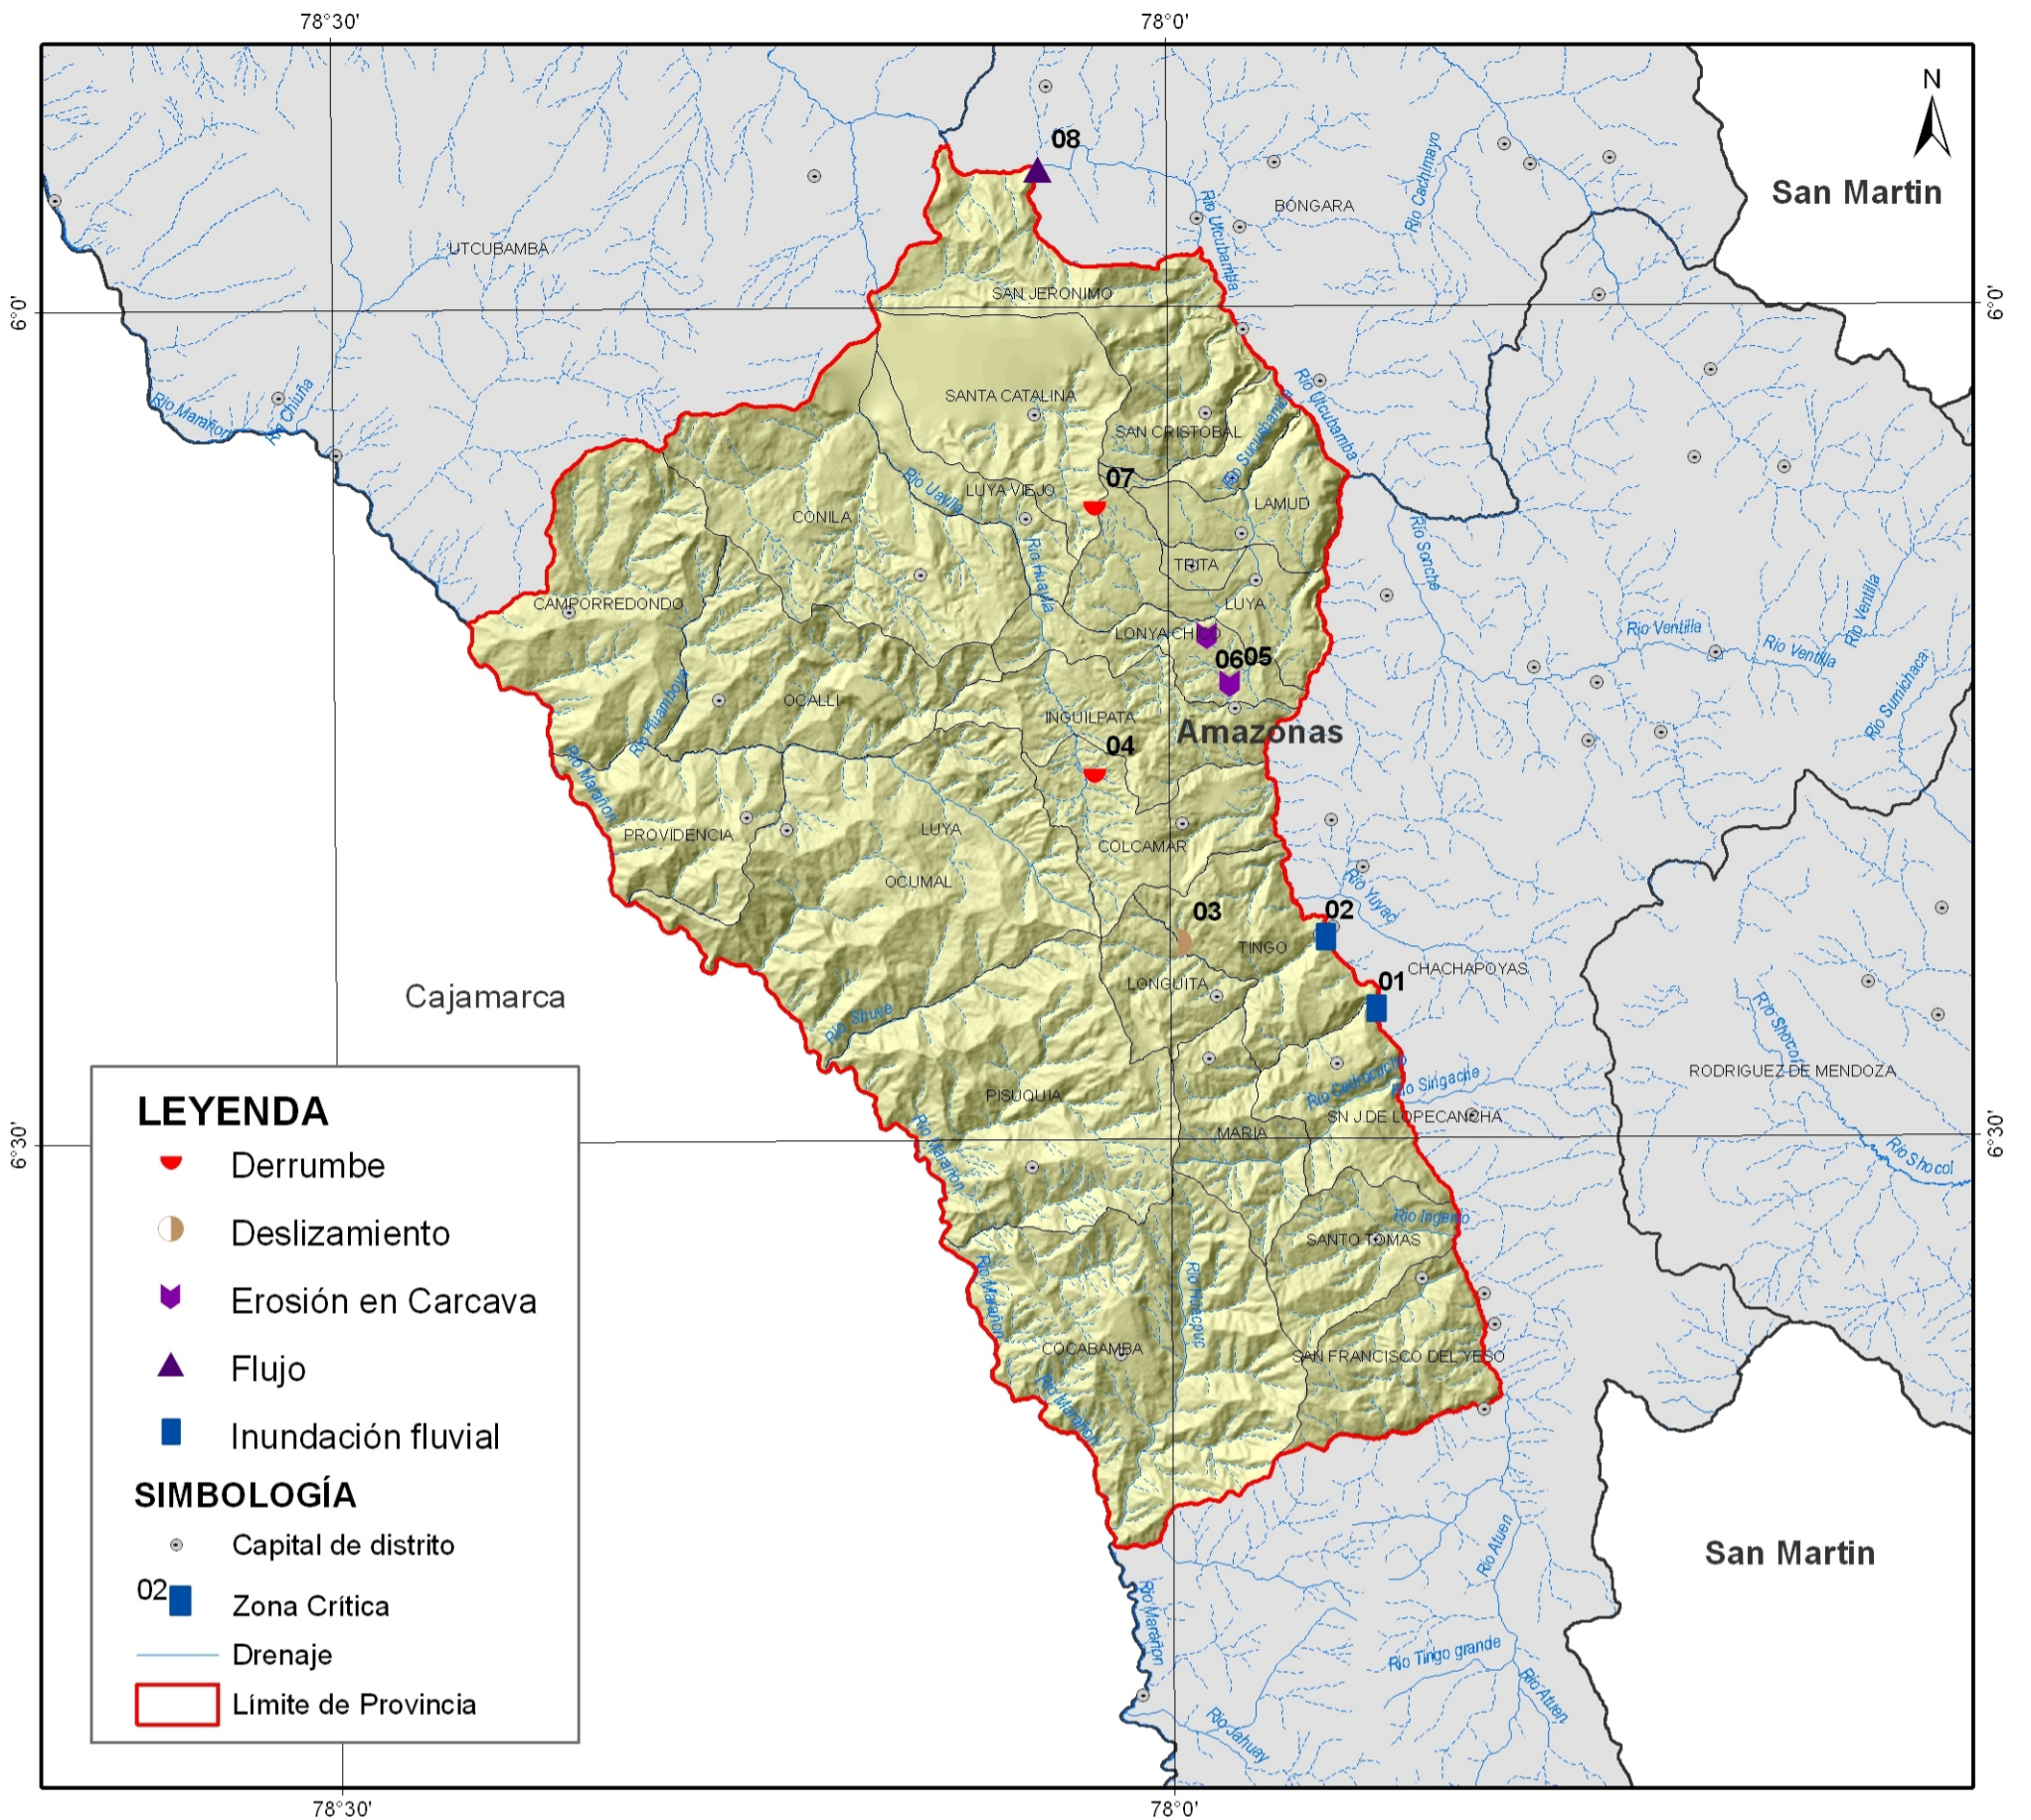 78°30'
78°0'
N
08
San Martin
Rio Cachimayo
BONGARA
Rio Utcubamba
UTCUBAMBA
SAN JERONIMO
6°0'
6°0'
Rio Marañon
Rio Chiuña
SANTA CATALINA
Rio Utcubamba
SAN CRISTOBAL
Rio Sucusbamba
07
LUYA VIEJO
Rio Uaylla
LAMUD
CONILA
Rio Sonche
TRITA
Rio Huaylla
CAMPORREDONDO
LUYA
LONYA CHICO
Rio Ventilla
Rio Ventilla
Rio Ventilla
0605
Rio Sumichaca
Rio Huamboya
OCALLI
INGUILPATA
Amazonas
04
Rio Marañon
PROVIDENCIA
LUYA
COLCAMAR
OCUMAL
Rio Yuyac
03
02
TINGO
LONGUITA
CHACHAPOYAS
01
Cajamarca
Rio Shuve
Rio Shocol
RODRIGUEZ DE MENDOZA
Rio Cedrocucho
Rio Singache
PISUQUIA
SN J.DE LOPECANCHA
MARIA
6°30'
6°30'
Rio Marañon
Rio Shocol
Rio Ingenio
SANTO TOMAS
Rio Marañon
Rio Huacpuc
COCABAMBA
SAN FRANCISCO DEL YESO
Rio Marañon
Rio Atuen
San Martin
Rio Marañon
Rio Tingo grande
Rio Atuen
Rio Jahuay
LEYENDA
Derrumbe
Deslizamiento
Erosión en Carcava
Flujo
Inundación fluvial
SIMBOLOGÍA
Capital de distrito
02
Zona Crítica
Drenaje
Límite de Provincia
78°30'
78°0'